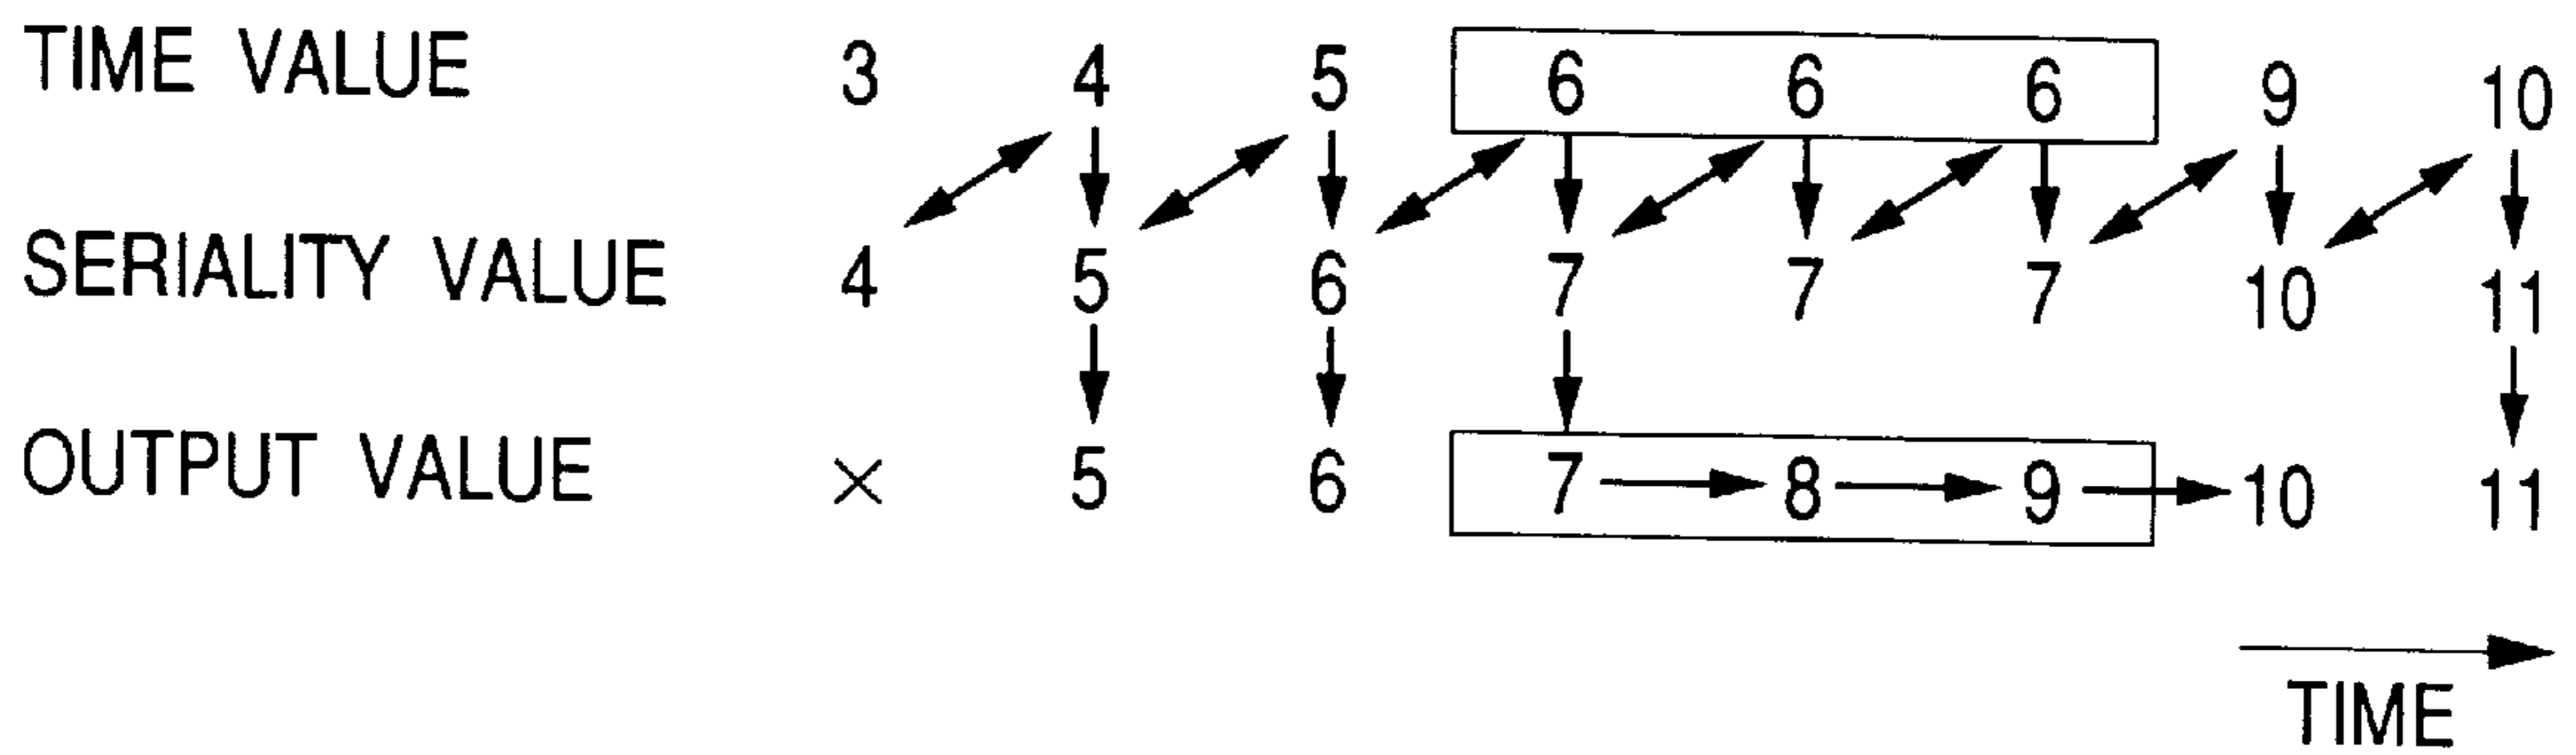 TIME VALUE 3 4 5 6 6 6 9 10
SERIALITY VALUE 4 5 6 7 7 7 10 11
OUTPUT VALUE × 5 6 7 8 9 10 11
TIME